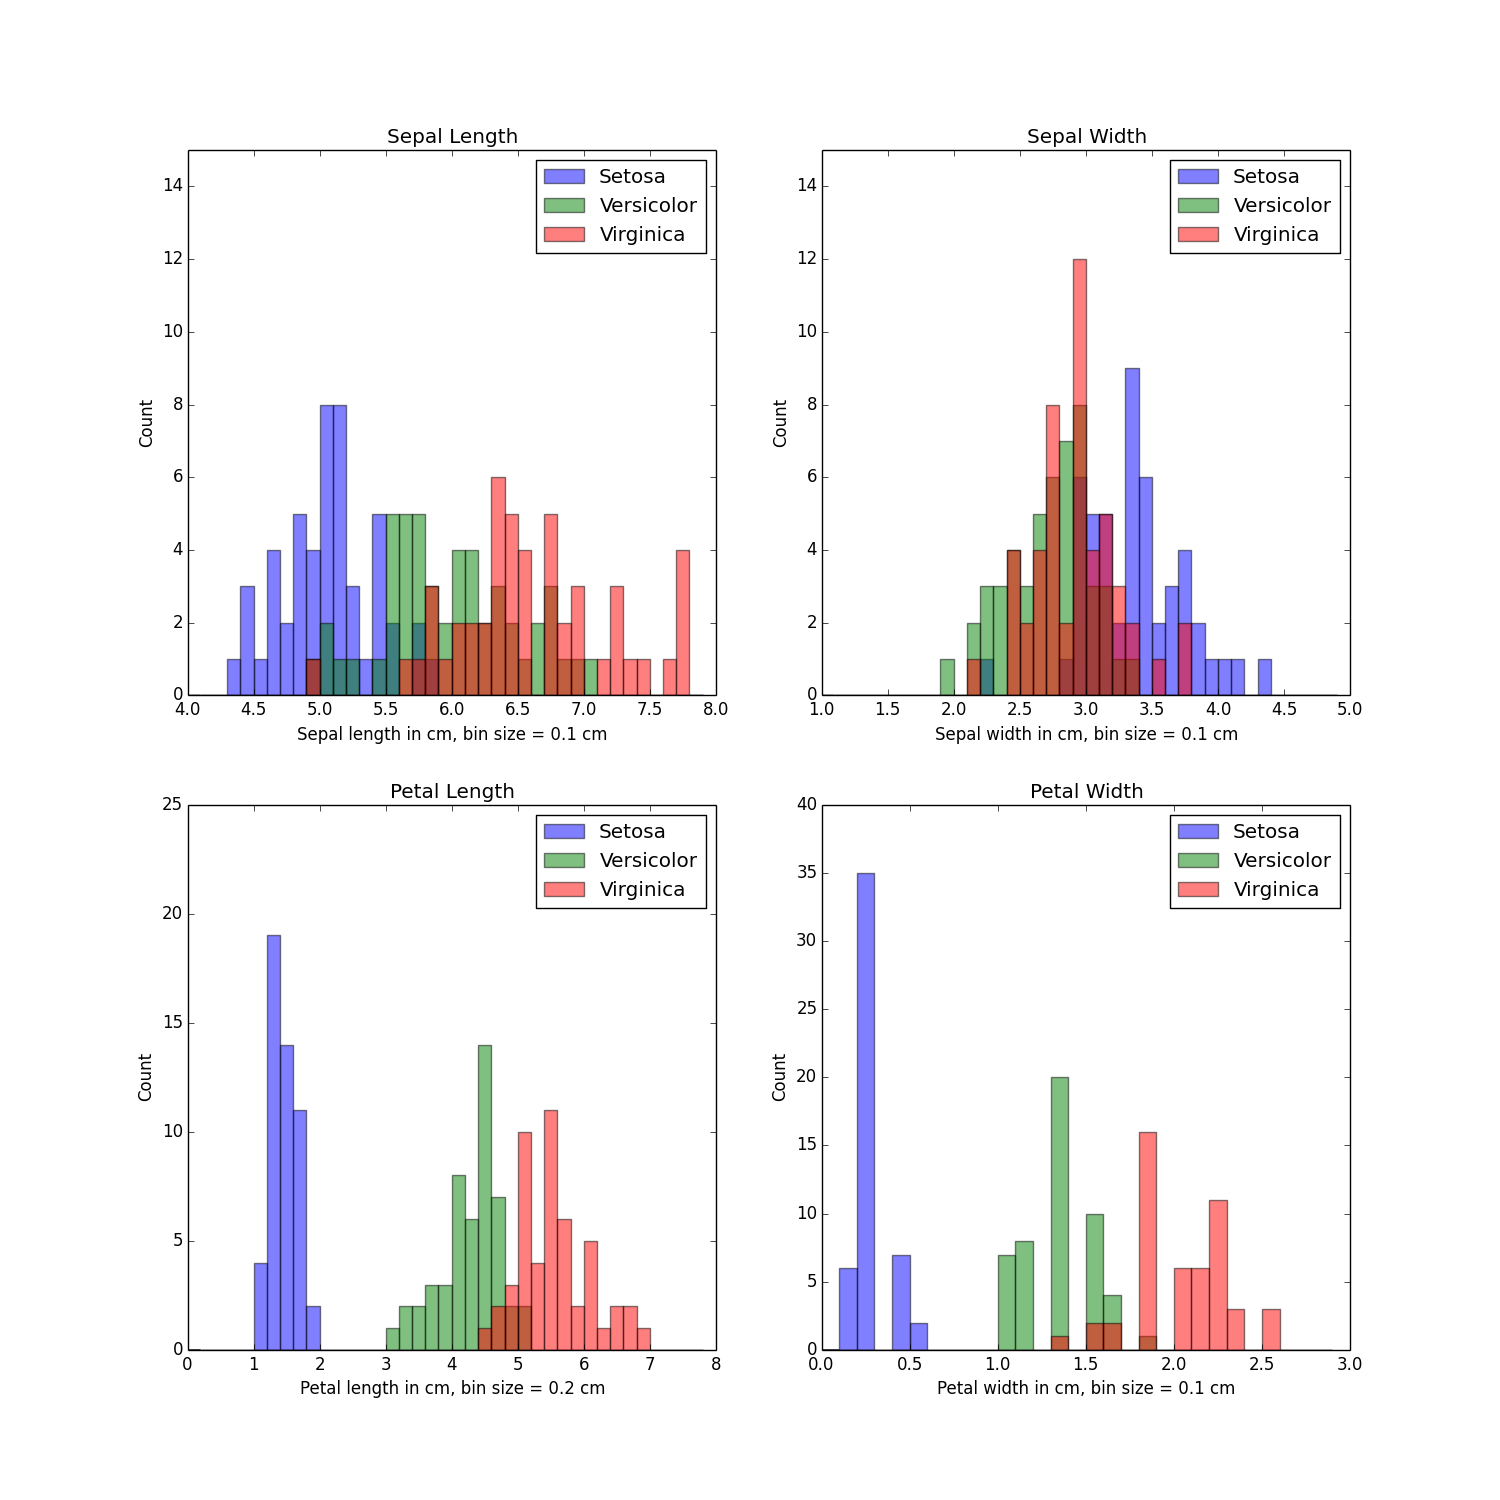 Sepal Length
14
12
10
8
6
4
2
0
Count
4.0 4.5 5.0 5.5 6.0 6.5 7.0 7.5 8.0
Sepal length in cm, bin size = 0.1 cm
Setosa
Versicolor
Virginica
Sepal Width
14
12
10
8
6
4
2
0
Count
1.0 1.5 2.0 2.5 3.0 3.5 4.0 4.5 5.0
Sepal width in cm, bin size = 0.1 cm
Setosa
Versicolor
Virginica
Petal Length
25
20
15
10
5
0
Count
0 1 2 3 4 5 6 7 8
Petal length in cm, bin size = 0.2 cm
Setosa
Versicolor
Virginica
Petal Width
40
35
30
25
20
15
10
5
0
Count
0.0 0.5 1.0 1.5 2.0 2.5 3.0
Petal width in cm, bin size = 0.1 cm
Setosa
Versicolor
Virginica